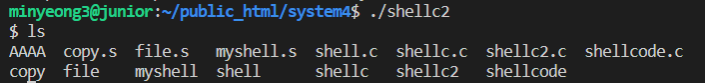 minyeong3@junior:~/public_html/system4$ ./shellc2
$ ls
AAAA copy.s file.s myshell.s shell.c shellc.c shellc2.c shellcode.c
copy file myshell shell shellc shellc2 shellcode